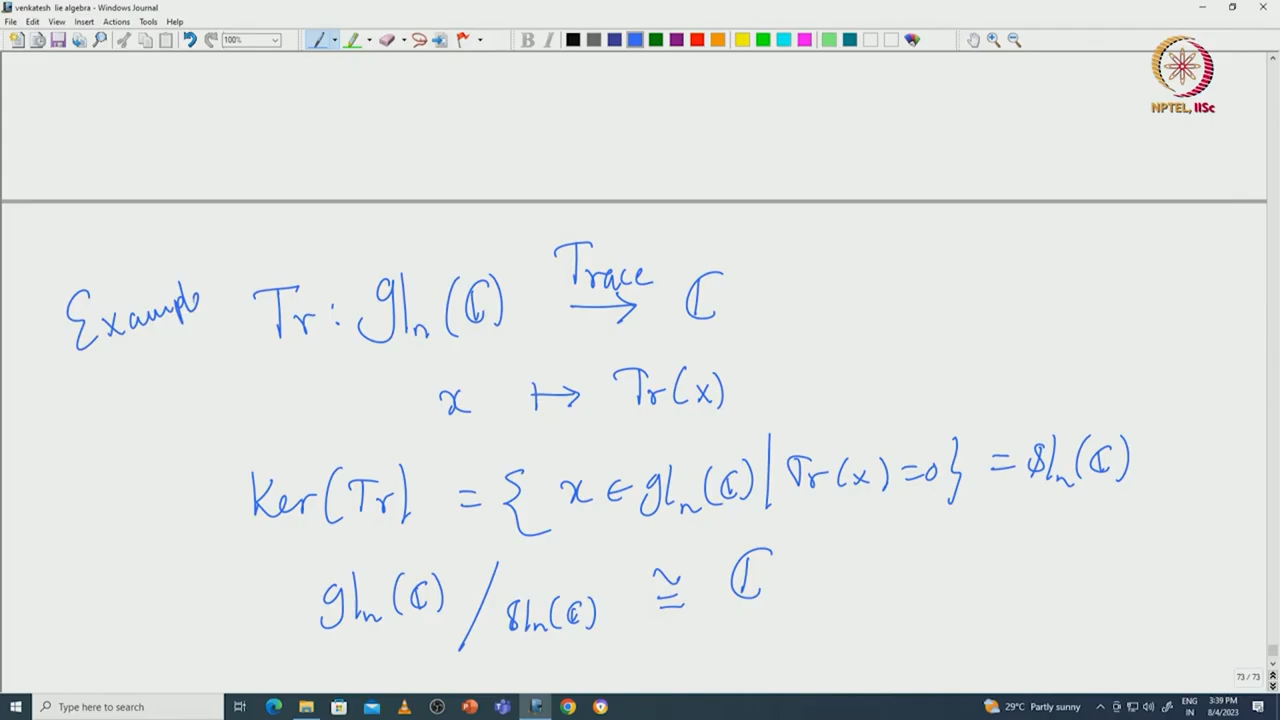 venkatesh lie algebra - Windows Journal
File Edit View Insert Actions Tools Help
100%
NPTEL, IISc
Example Tr : gln (ℂ) Trace → ℂ
x ↦ Tr(x)
Ker(Tr) = { x ∈ gln(ℂ) | Tr(x) = 0 } = sln(ℂ)
gln(ℂ) / sln(ℂ) ≅ ℂ
73 / 73
Type here to search
29°C Partly sunny
ENG
IN
3:39 PM
8/4/2023